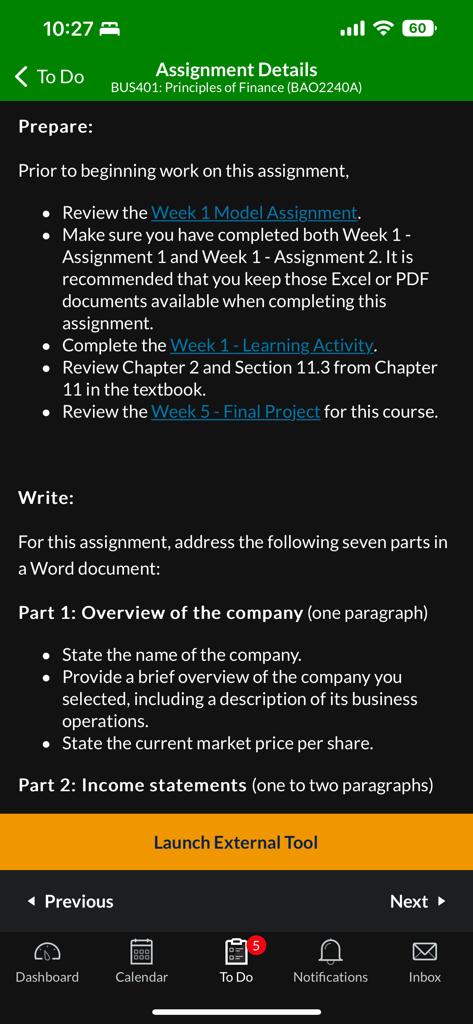 10:27
60
To Do
Assignment Details
BUS401: Principles of Finance (BAO2240A)
Prepare:
Prior to beginning work on this assignment,
• Review the Week 1 Model Assignment.
• Make sure you have completed both Week 1 -
Assignment 1 and Week 1 - Assignment 2. It is
recommended that you keep those Excel or PDF
documents available when completing this
assignment.
• Complete the Week 1 - Learning Activity.
• Review Chapter 2 and Section 11.3 from Chapter
11 in the textbook.
• Review the Week 5 - Final Project for this course.
Write:
For this assignment, address the following seven parts in
a Word document:
Part 1: Overview of the company (one paragraph)
• State the name of the company.
• Provide a brief overview of the company you
selected, including a description of its business
operations.
• State the current market price per share.
Part 2: Income statements (one to two paragraphs)
Launch External Tool
Previous
Next
5
Dashboard
Calendar
To Do
Notifications
Inbox